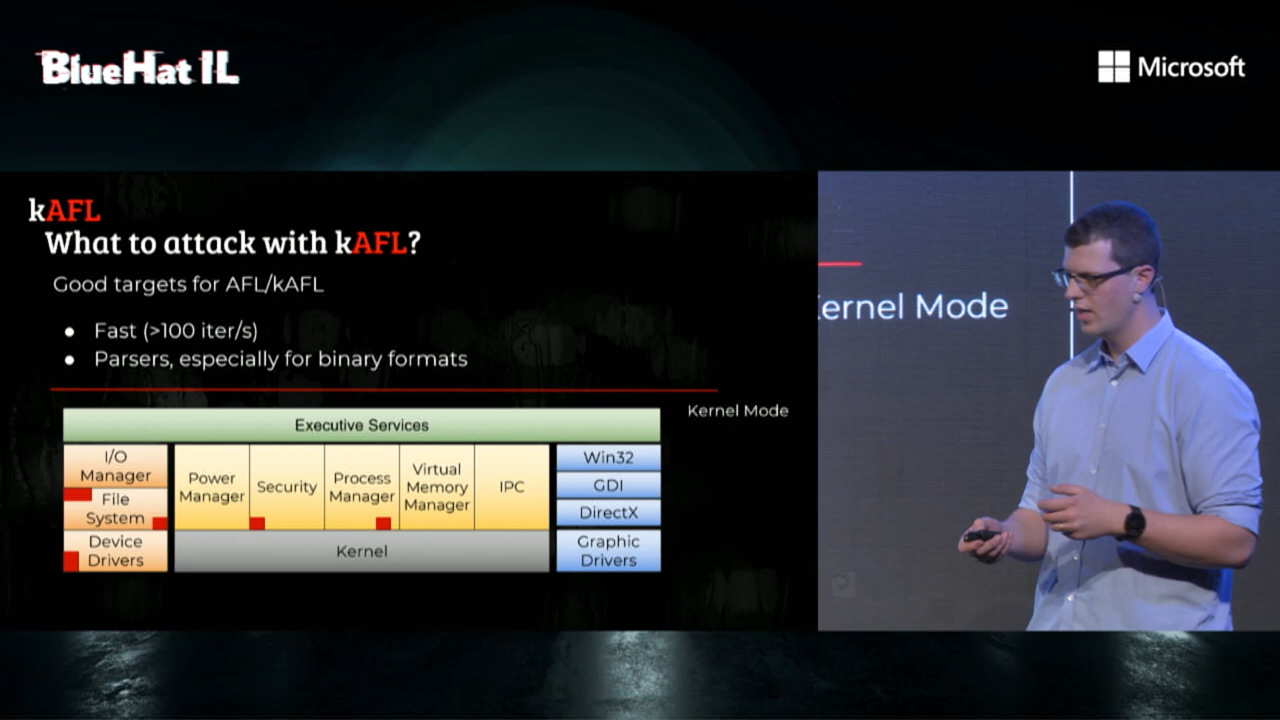 BlueHat IL
Microsoft
kAFL
What to attack with kAFL?
Good targets for AFL/kAFL
● Fast (>100 iter/s)
● Parsers, especially for binary formats
Kernel Mode
Executive Services
I/O
Manager
File
System
Device
Drivers
Power
Manager
Security
Process
Manager
Virtual
Memory
Manager
IPC
Kernel
Win32
GDI
DirectX
Graphic
Drivers
ernel Mode